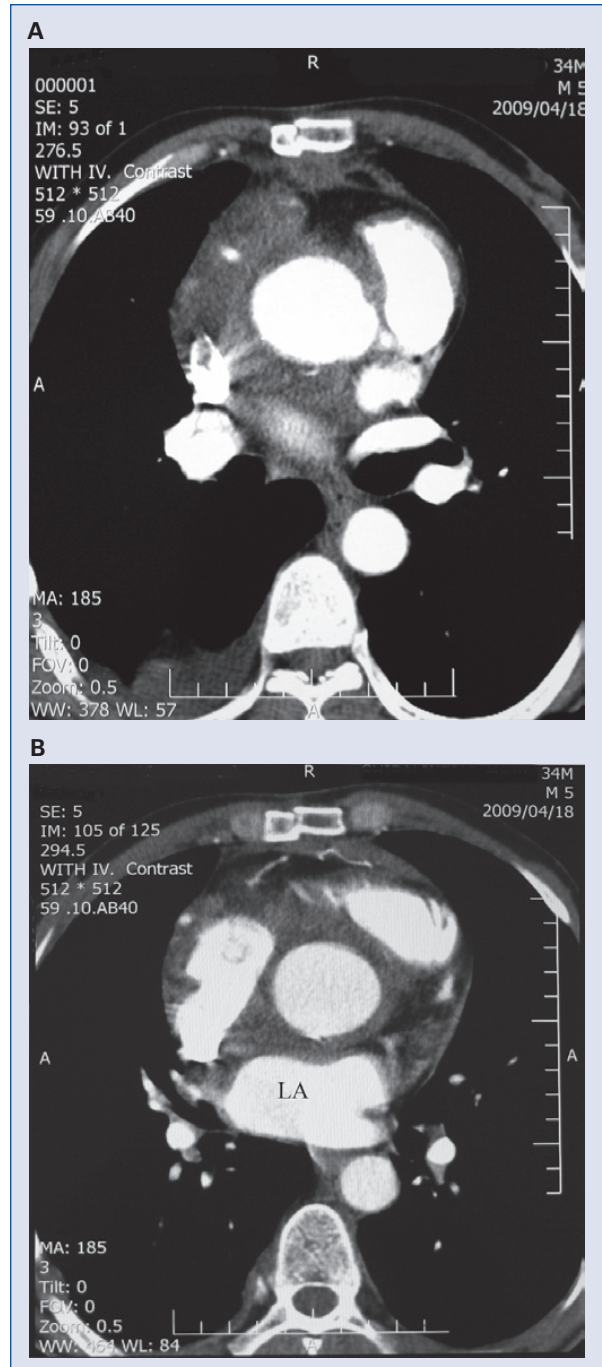 A
R
000001
SE: 5
IM: 93 of 1
276.5
WITH IV. Contrast
512 * 512
59 .10.AB40
34M
M 5
2009/04/18
A
A
MA: 185
3
Tilt: 0
FOV: 0
Zoom: 0.5
WW: 378 WL: 57
A
B
R
SE: 5
IM: 105 of 125
294.5
WITH IV. Contrast
512 * 512
59 .10.AB40
34M
M 5
2009/04/18
A
A
LA
MA: 185
3
Tilt: 0
FOV: 0
Zoom: 0.5
WW: 464 WL: 84
A